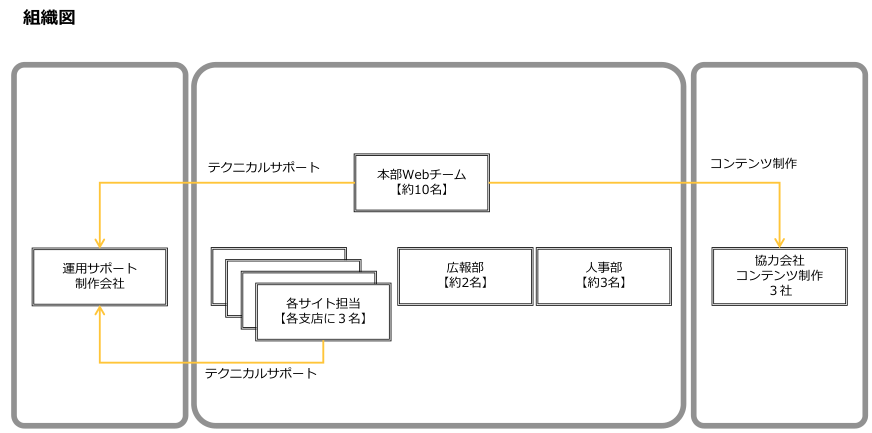 組織図
テクニカルサポート
コンテンツ制作
本部Webチーム
【約10名】
運用サポート
制作会社
広報部
【約2名】
人事部
【約3名】
協力会社
コンテンツ制作
３社
各サイト担当
【各支店に３名】
テクニカルサポート